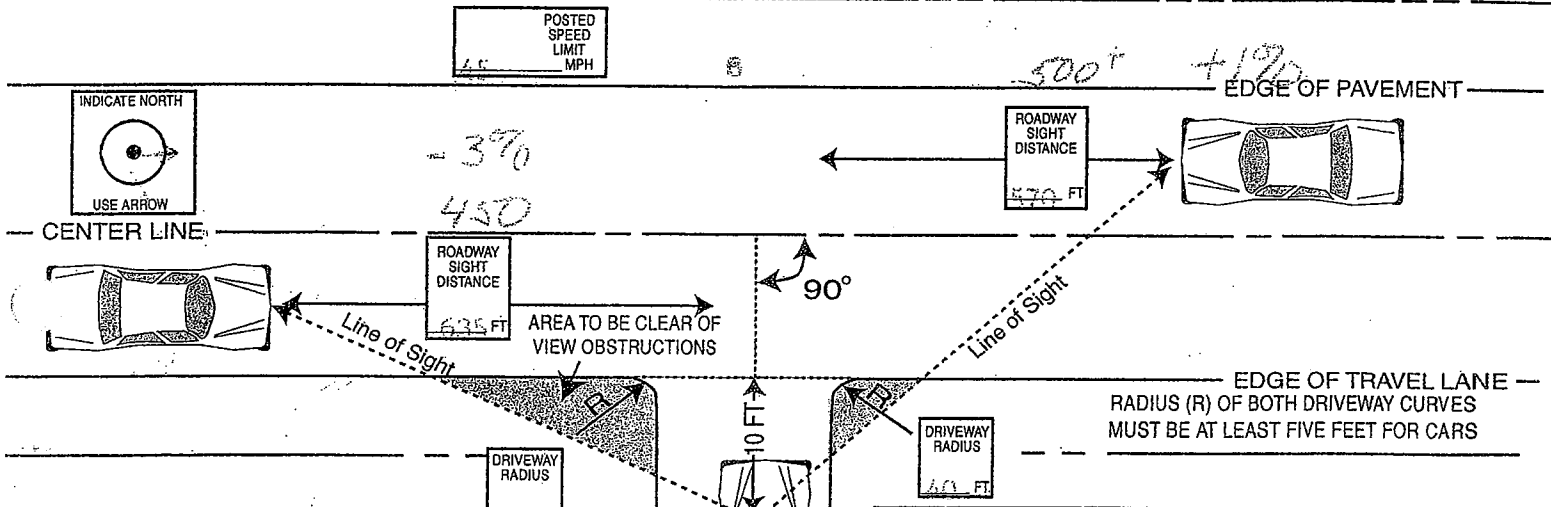 POSTED
SPEED
LIMIT
45 MPH
500+ +1%
EDGE OF PAVEMENT
INDICATE NORTH
USE ARROW
-3%
450
ROADWAY
SIGHT
DISTANCE
570 FT
CENTER LINE
ROADWAY
SIGHT
DISTANCE
635 FT
90°
AREA TO BE CLEAR OF
VIEW OBSTRUCTIONS
Line of Sight
Line of Sight
R
R
10 FT
EDGE OF TRAVEL LANE
RADIUS (R) OF BOTH DRIVEWAY CURVES
MUST BE AT LEAST FIVE FEET FOR CARS
DRIVEWAY
RADIUS
FT
DRIVEWAY
RADIUS